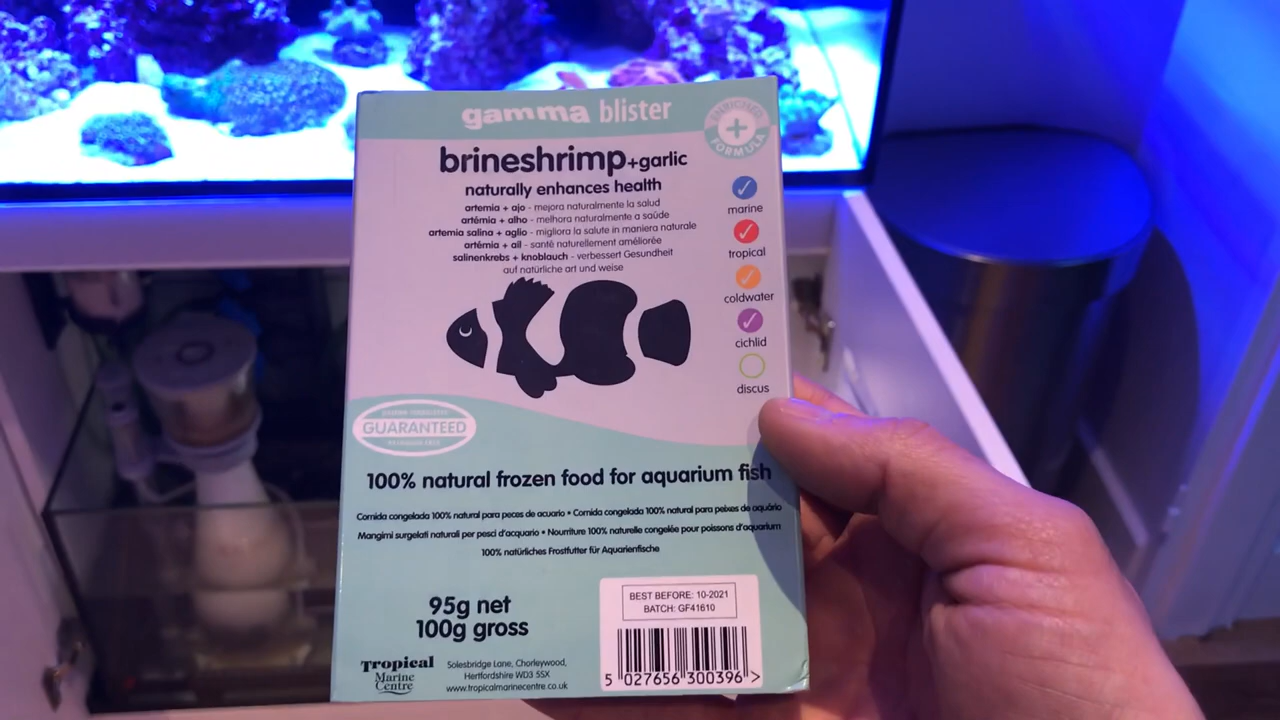 gamma blister
ENRICHED FORMULA
brineshrimp+garlic
naturally enhances health
artemia + ajo - mejora naturalmente la salud
artémia + alho - melhora naturalmente a saúde
artemia salina + aglio - migliora la salute in maniera naturale
artémia + ail - santé naturellement améliorée
salinenkrebs + knoblauch - verbessert Gesundheit
auf natürliche art und weise
marine
tropical
coldwater
cichlid
discus
GUARANTEED
100% natural frozen food for aquarium fish
Comida congelada 100% natural para peces de acuario • Comida congelada 100% natural para peixes de aquário
Mangimi surgelati naturali per pesci d'acquario • Nourriture 100% naturelle congelée pour poissons d'aquarium
100% natürliches Frostfutter für Aquarienfische
95g net
100g gross
BEST BEFORE: 10-2021
BATCH: GF41610
5 027656 300396 >
Tropical
Marine
Centre
Solesbridge Lane, Chorleywood,
Hertfordshire WD3 5SX
www.tropicalmarinecentre.co.uk